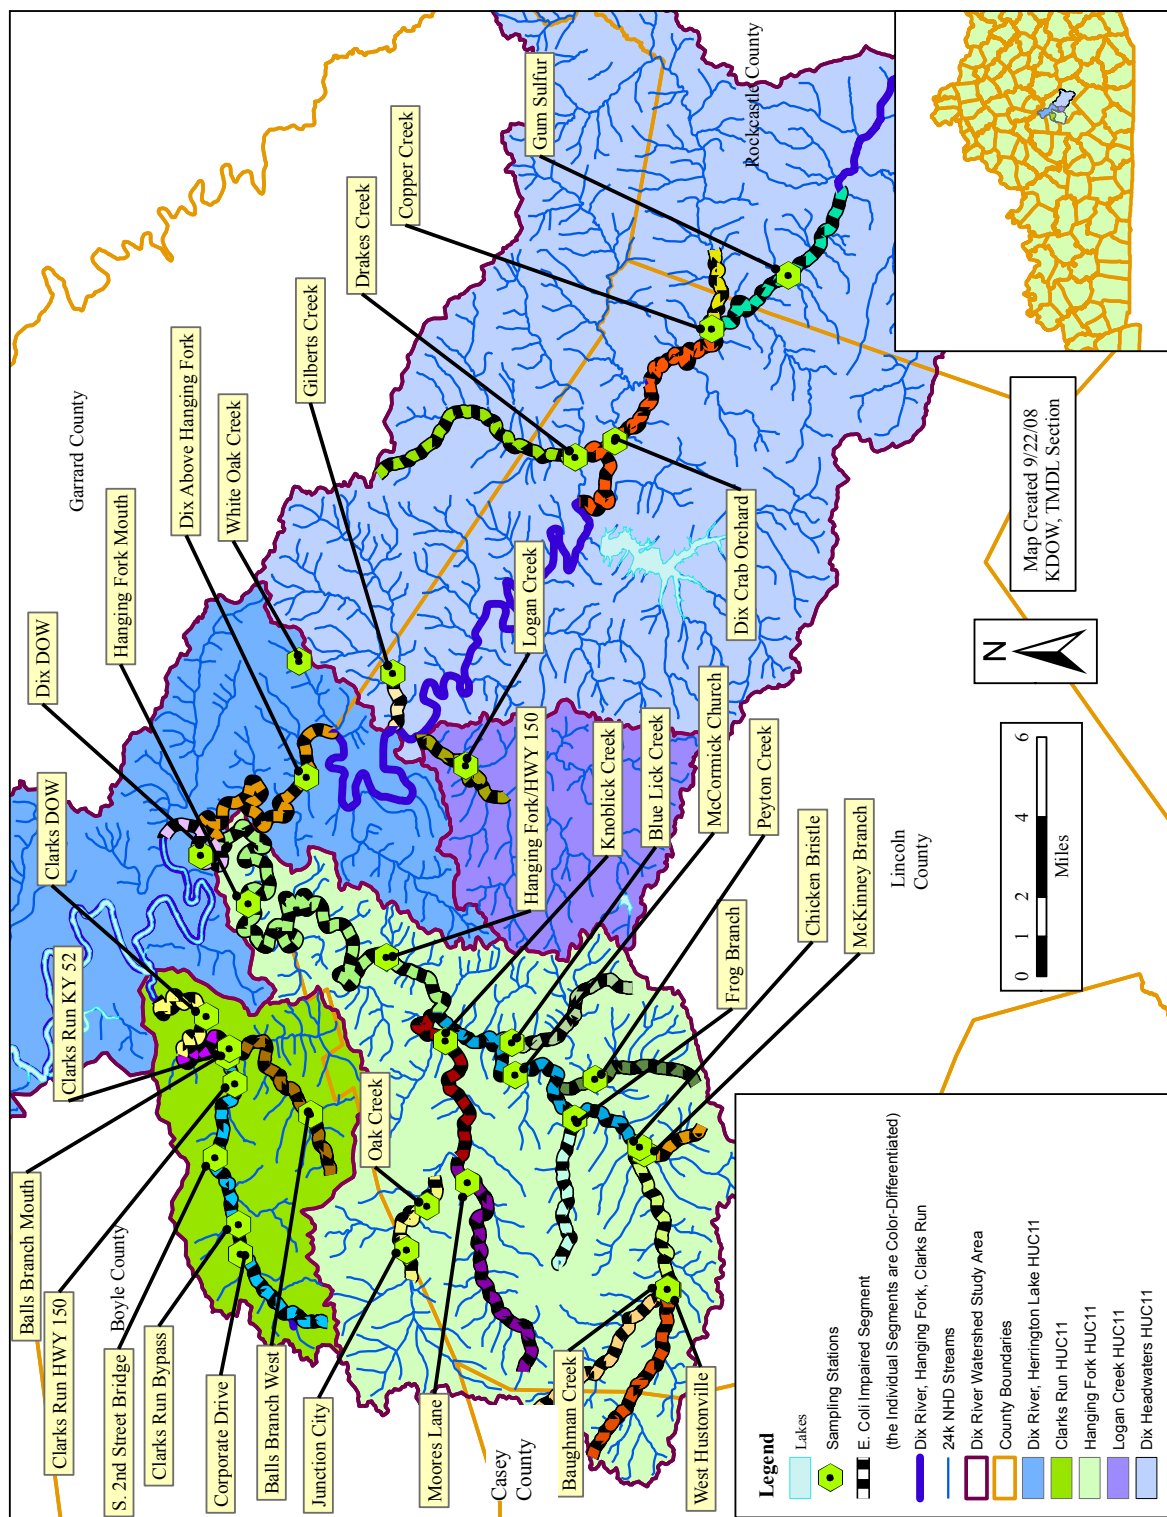 Clarks Run KY 52
Clarks DOW
Dix DOW
Hanging Fork Mouth
Dix Above Hanging Fork
White Oak Creek
Garrard County
Gilberts Creek
Drakes Creek
Copper Creek
Gum Sulfur
Rockcastle County
Balls Branch Mouth
Clarks Run HWY 150
S. 2nd Street Bridge
Boyle County
Clarks Run Bypass
Corporate Drive
Balls Branch West
Junction City
Oak Creek
Moores Lane
Casey
County
Baughman Creek
West Hustonville
Logan Creek
Hanging Fork/HWY 150
Knoblick Creek
Blue Lick Creek
McCormick Church
Peyton Creek
Frog Branch
Chicken Bristle
McKinney Branch
Dix Crab Orchard
Lincoln
County
Legend
Lakes
Sampling Stations
E. Coli Impaired Segment
(the Individual Segments are Color-Differentiated)
Dix River, Hanging Fork, Clarks Run
24k NHD Streams
Dix River Watershed Study Area
County Boundaries
Dix River, Herrington Lake HUC11
Clarks Run HUC11
Hanging Fork HUC11
Logan Creek HUC11
Dix Headwaters HUC11
0 1 2 4 6
Miles
N
Map Created 9/22/08
KDOW, TMDL Section